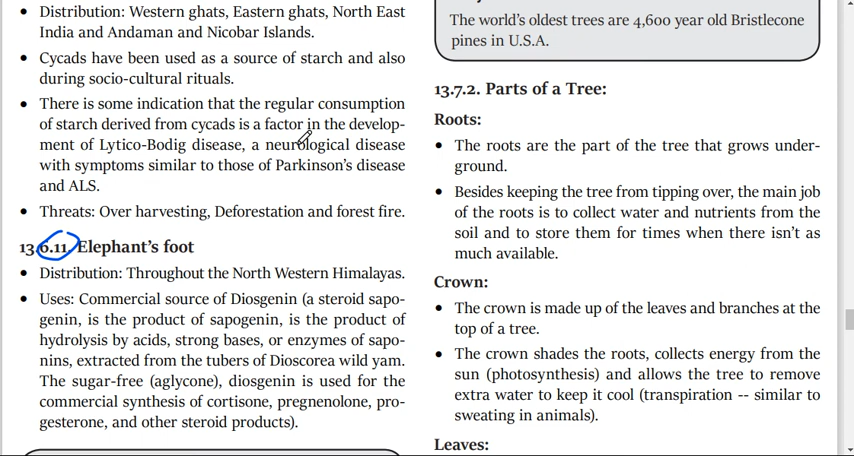 • Distribution: Western ghats, Eastern ghats, North East
India and Andaman and Nicobar Islands.
• Cycads have been used as a source of starch and also
during socio-cultural rituals.
• There is some indication that the regular consumption
of starch derived from cycads is a factor in the develop-
ment of Lytico-Bodig disease, a neurological disease
with symptoms similar to those of Parkinson's disease
and ALS.
• Threats: Over harvesting, Deforestation and forest fire.
13.6.11. Elephant's foot
• Distribution: Throughout the North Western Himalayas.
• Uses: Commercial source of Diosgenin (a steroid sapo-
genin, is the product of sapogenin, is the product of
hydrolysis by acids, strong bases, or enzymes of sapo-
nins, extracted from the tubers of Dioscorea wild yam.
The sugar-free (aglycone), diosgenin is used for the
commercial synthesis of cortisone, pregnenolone, pro-
gesterone, and other steroid products).
The world's oldest trees are 4,600 year old Bristlecone
pines in U.S.A.
13.7.2. Parts of a Tree:
Roots:
• The roots are the part of the tree that grows under-
ground.
• Besides keeping the tree from tipping over, the main job
of the roots is to collect water and nutrients from the
soil and to store them for times when there isn't as
much available.
Crown:
• The crown is made up of the leaves and branches at the
top of a tree.
• The crown shades the roots, collects energy from the
sun (photosynthesis) and allows the tree to remove
extra water to keep it cool (transpiration -- similar to
sweating in animals).
Leaves: